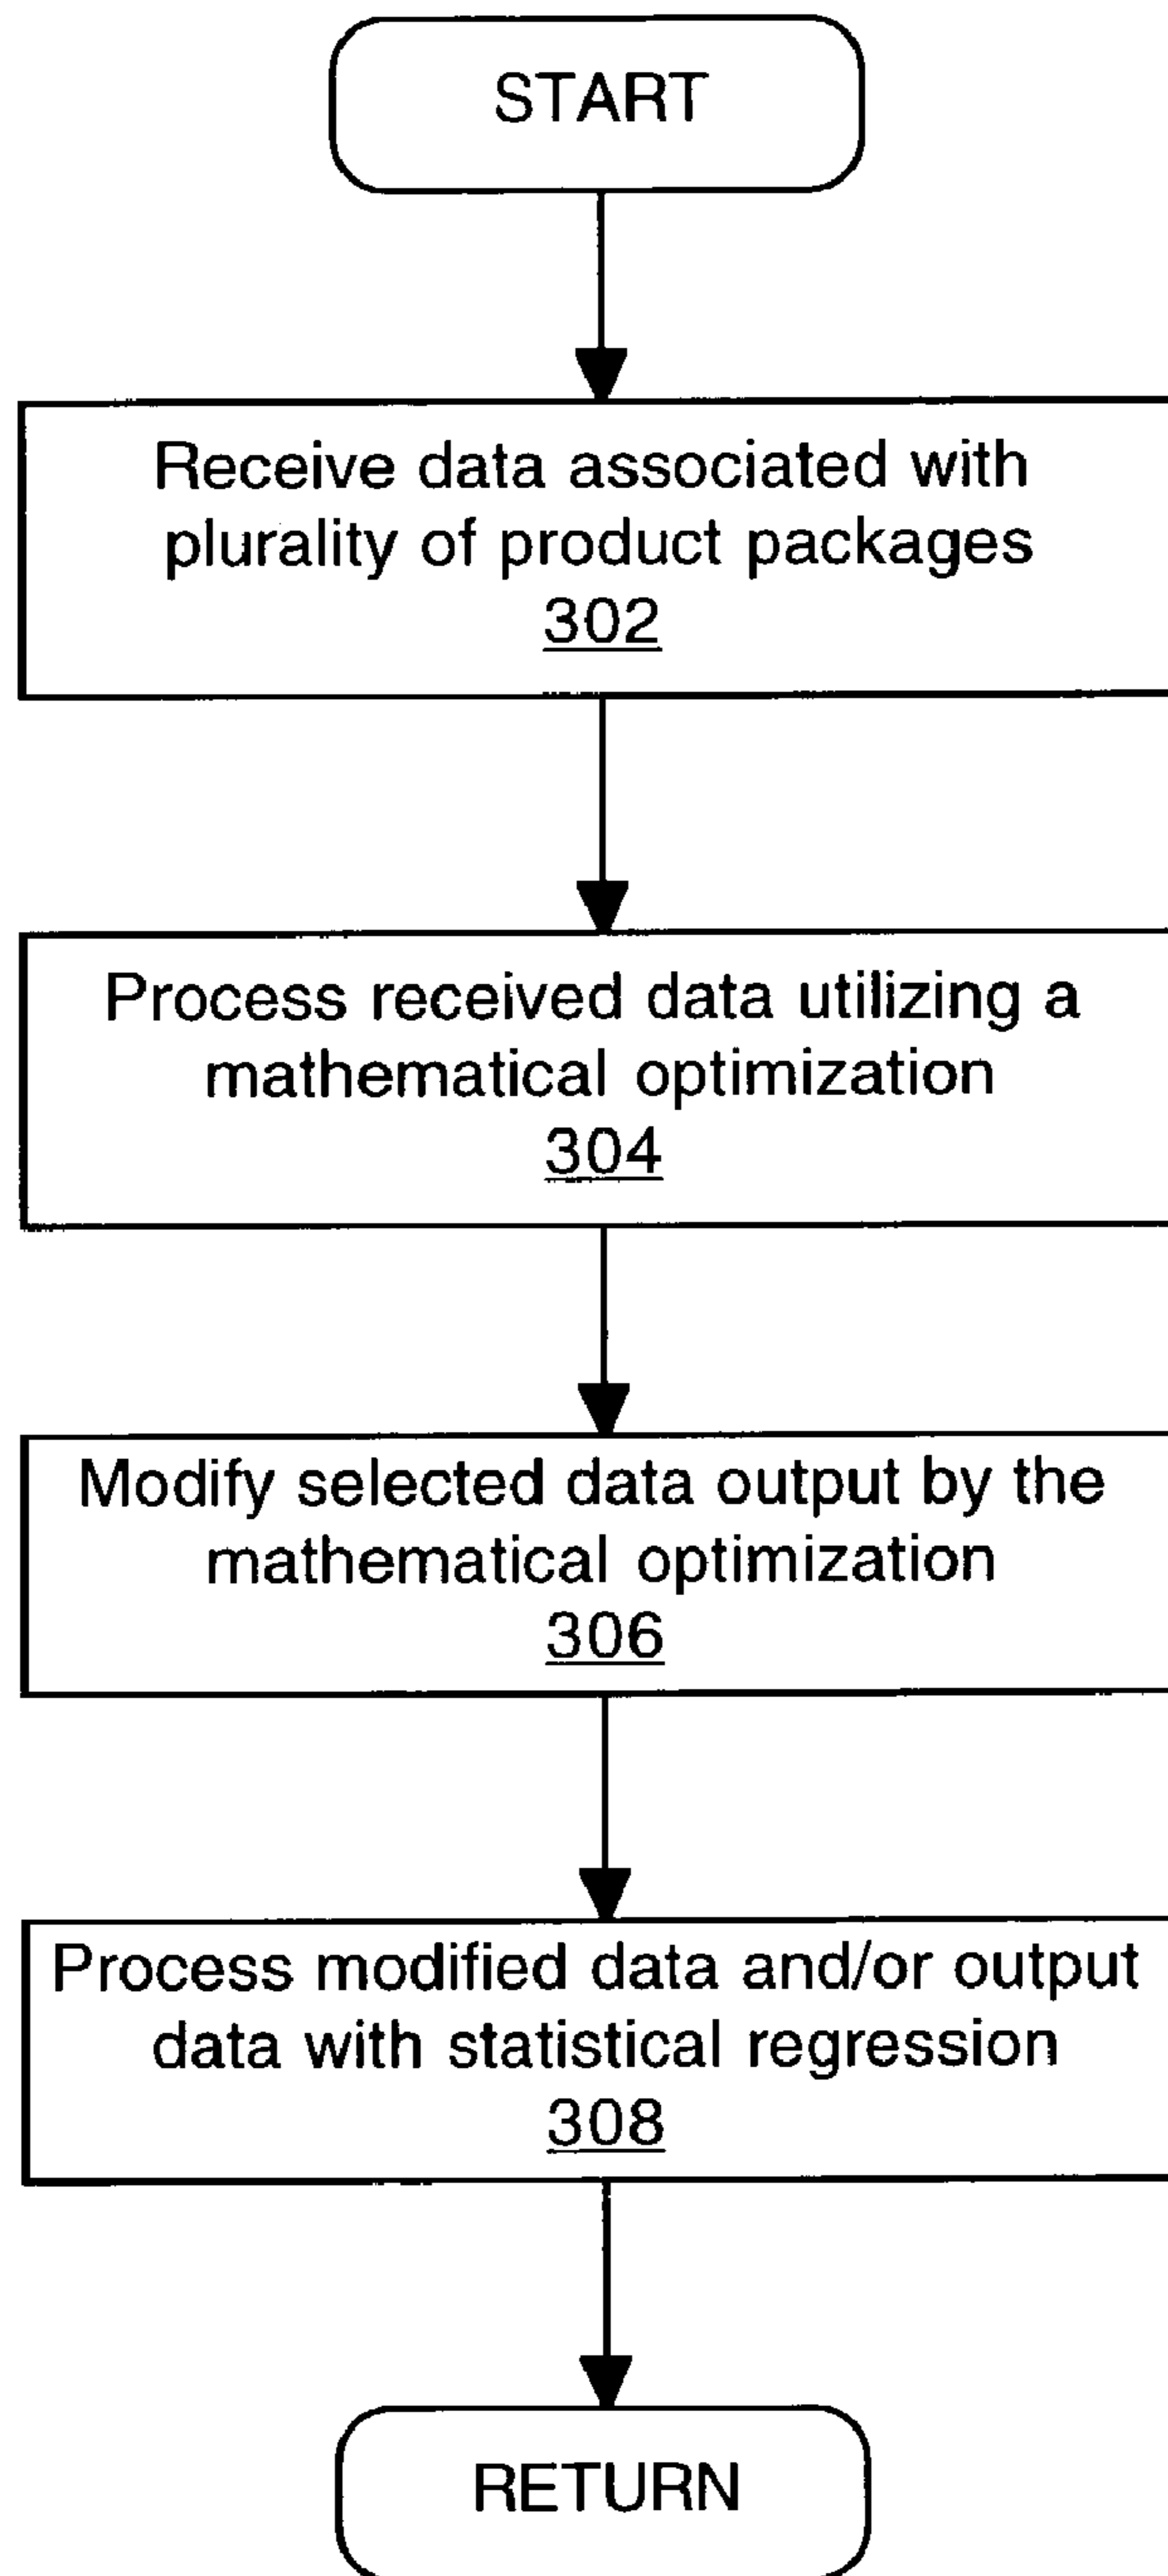 START
Receive data associated with
plurality of product packages
302
Process received data utilizing a
mathematical optimization
304
Modify selected data output by the
mathematical optimization
306
Process modified data and/or output
data with statistical regression
308
RETURN